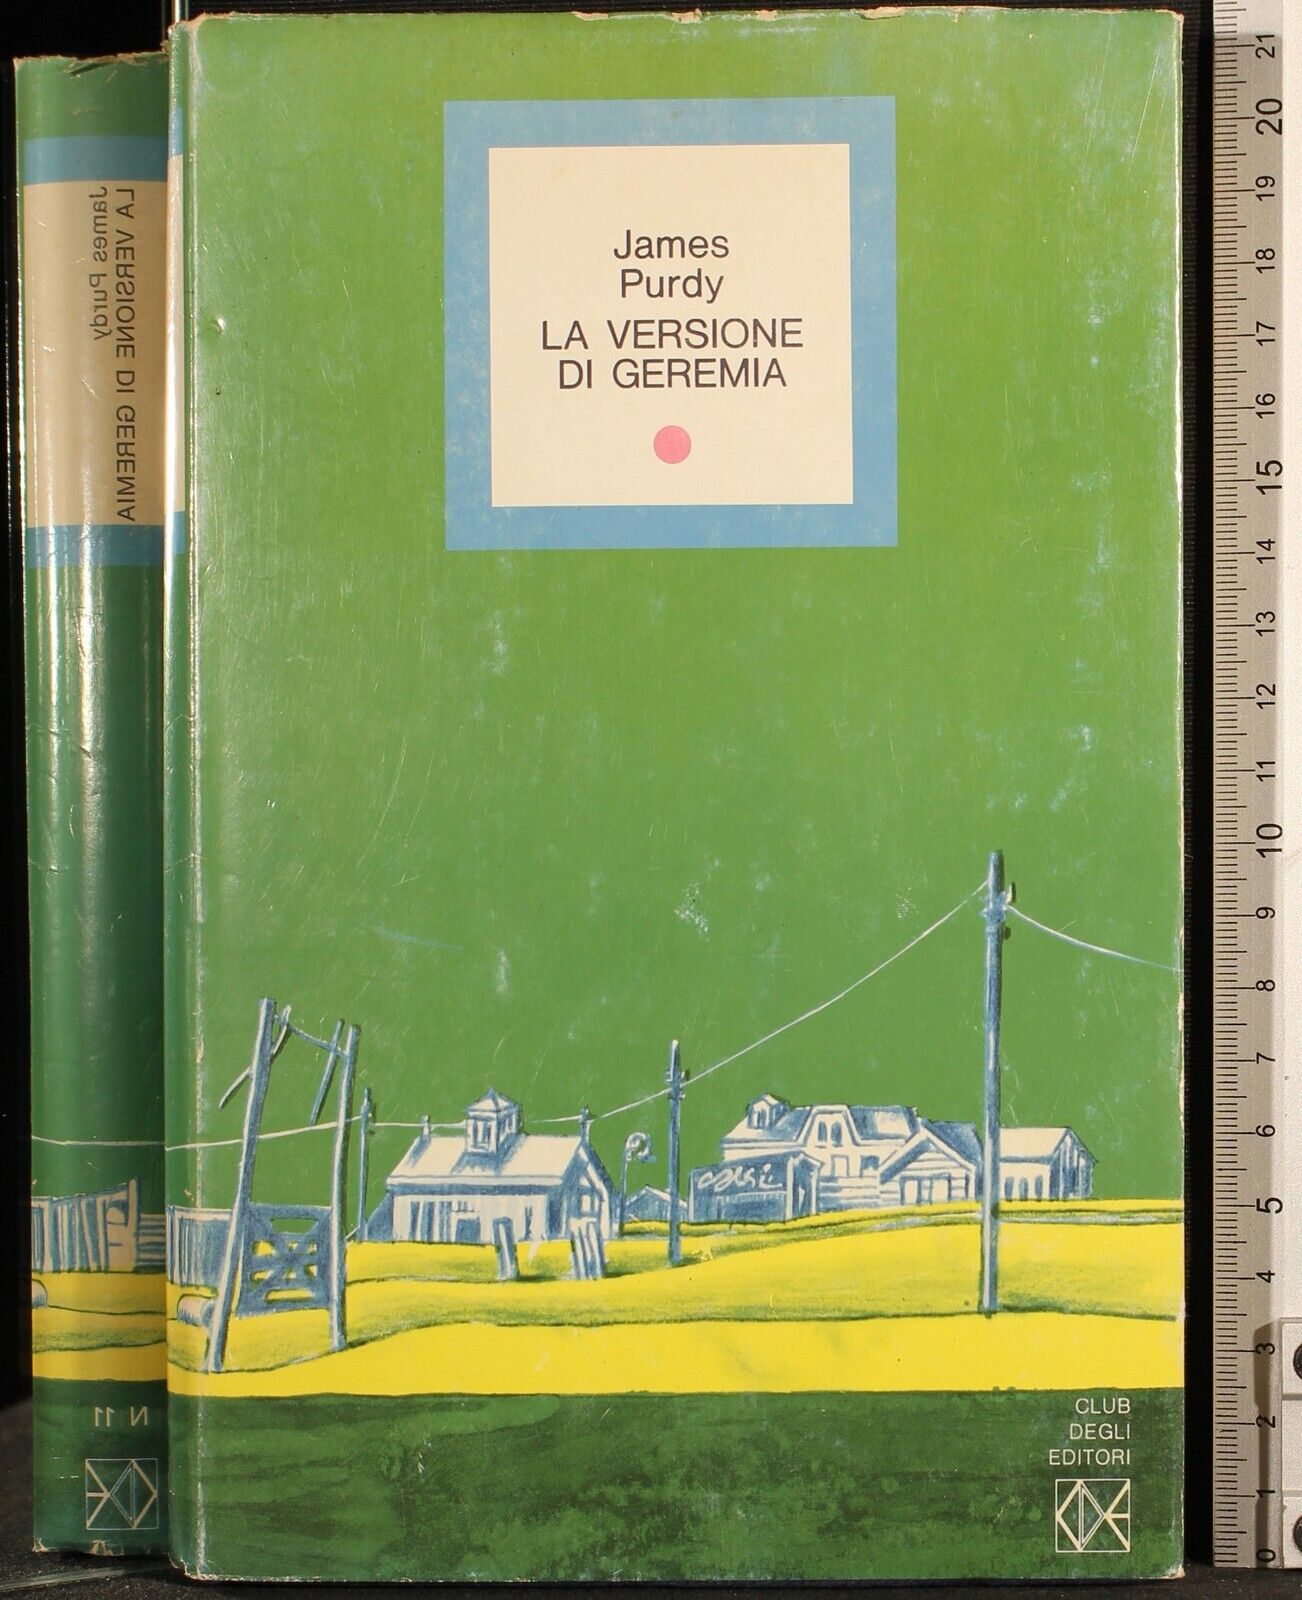 James
Purdy
LA VERSIONE
DI GEREMIA
CLUB
DEGLI
EDITORI
James Purdy
LA VERSIONE DI GEREMIA
N 11
21
20
19
18
17
16
15
14
13
12
11
10
9
8
7
6
5
4
3
2
1
0